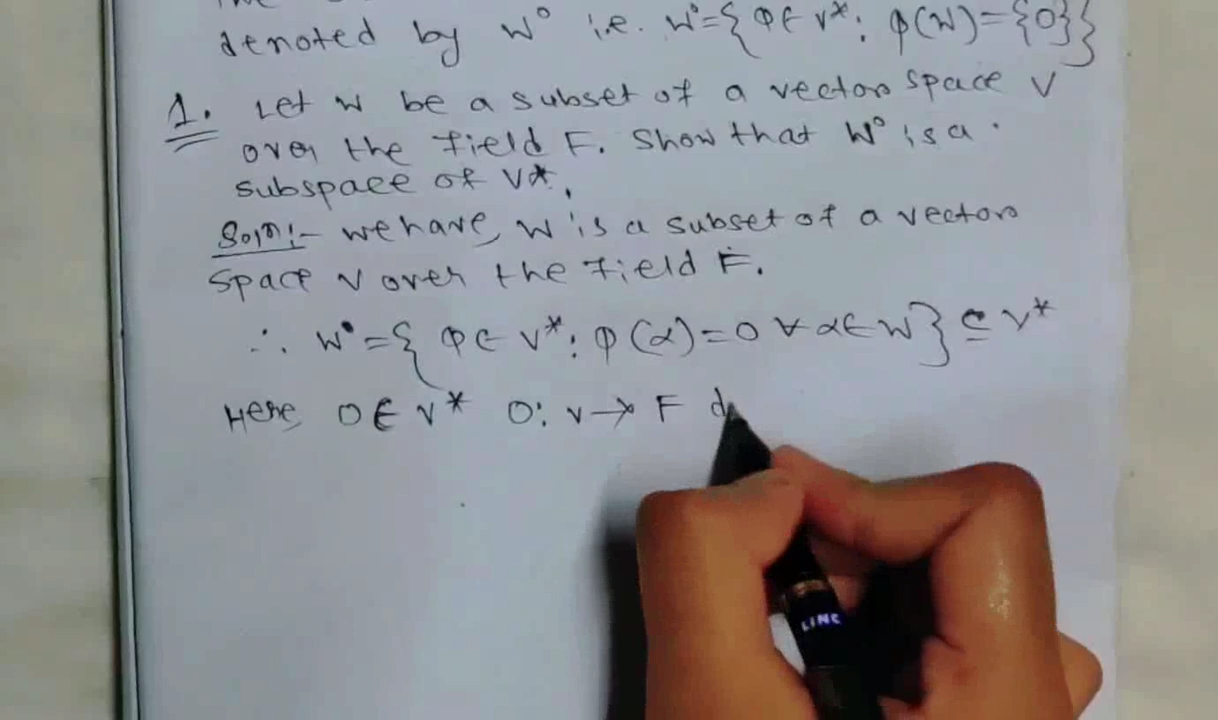 denoted by W° i.e. W°={ φ∈ V*: φ(W)={0}}
1. Let W be a subset of a vector space V
over the field F. Show that W° is a
subspace of V*.
Soln:- we have, W is a subset of a vector
space V over the field F.
∴ W°={ φ∈ V*: φ(α)=0 ∀ α∈ W} ⊆ V*
Here, 0∈ V* 0: V→ F d
LINC